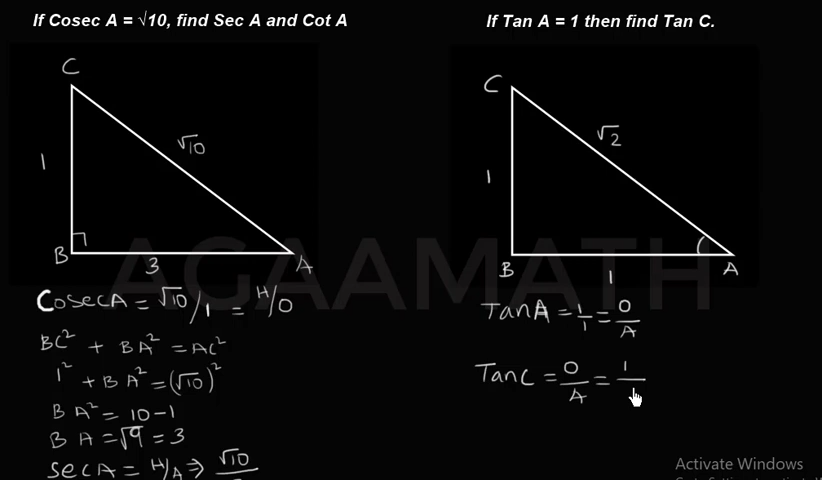 If Cosec A = √10, find Sec A and Cot A
C
1
√10
B
3
A
CosecA = √10/1 = H/O
BC² + BA² = AC²
1² + BA² = (√10)²
BA² = 10-1
BA = √9 = 3
SecA = H/A ⇒ √10/
If Tan A = 1 then find Tan C.
C
1
√2
B
1
A
TanA = 1/1 = O/A
TanC = O/A = 1/
AGAAMATH
Activate Windows